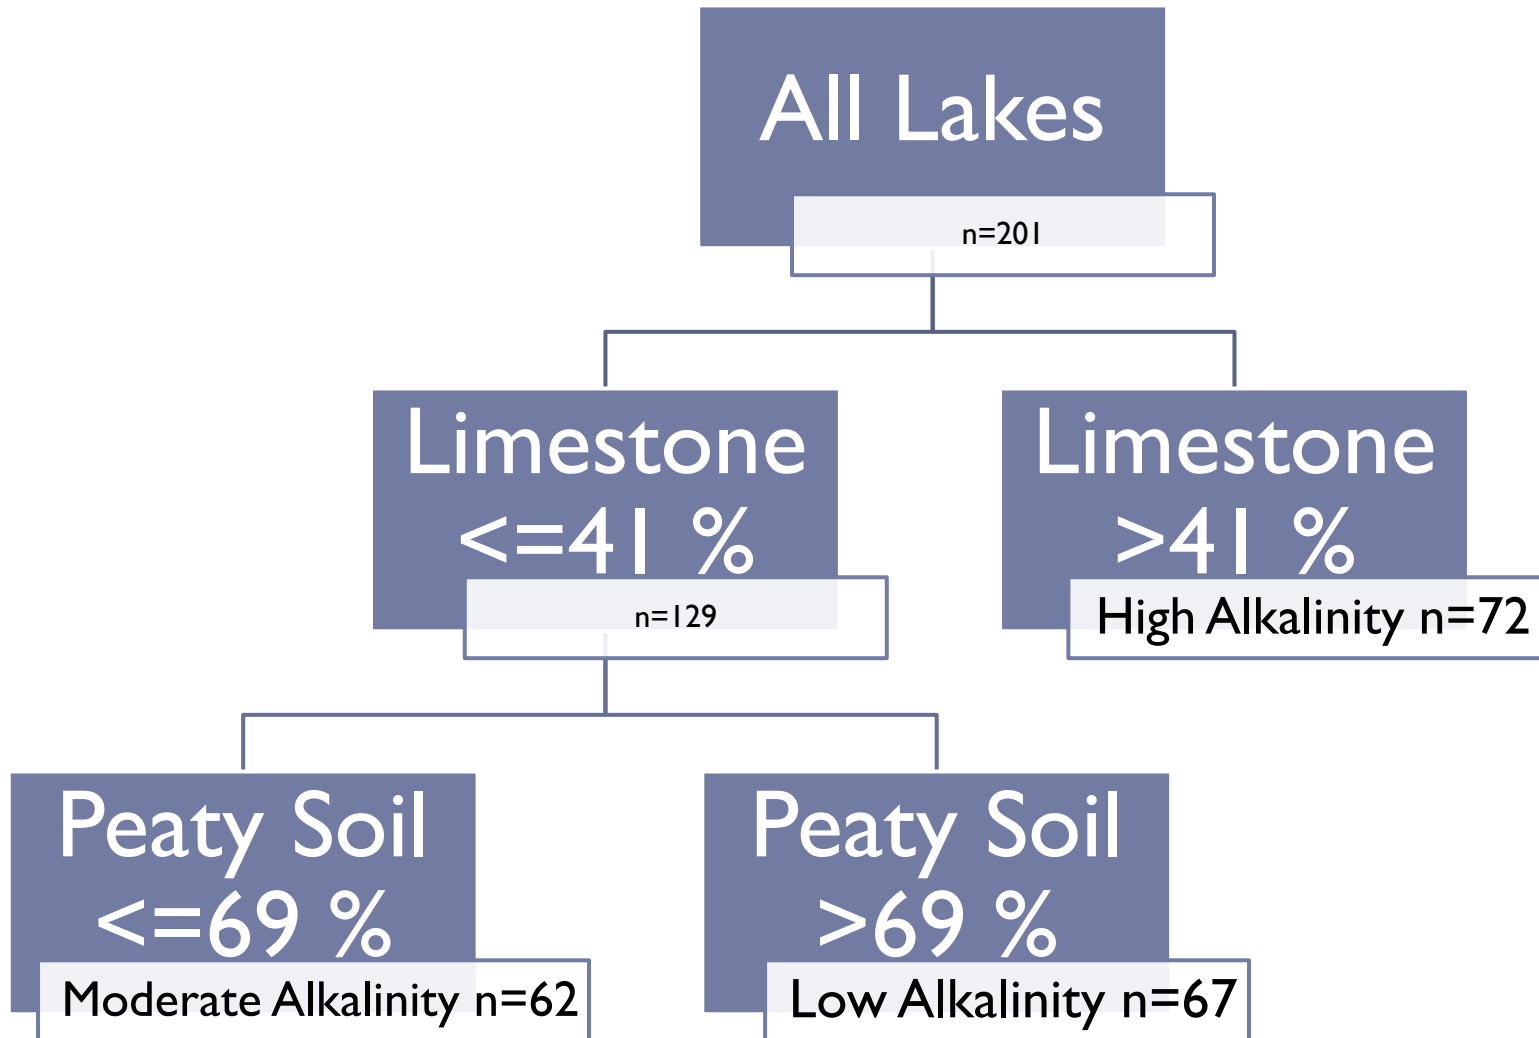 All Lakes
n=201
Limestone
<=41 %
n=129
Limestone
>41 %
High Alkalinity n=72
Peaty Soil
<=69 %
Moderate Alkalinity n=62
Peaty Soil
>69 %
Low Alkalinity n=67